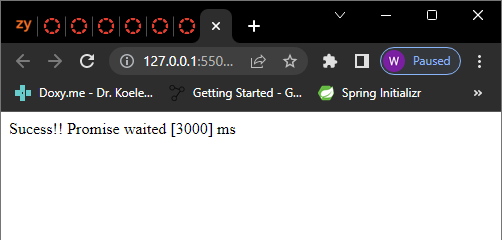 zy
127.0.0.1:550...
W Paused
Doxy.me - Dr. Koele... Getting Started - G... Spring Initializr
Sucess!! Promise waited [3000] ms